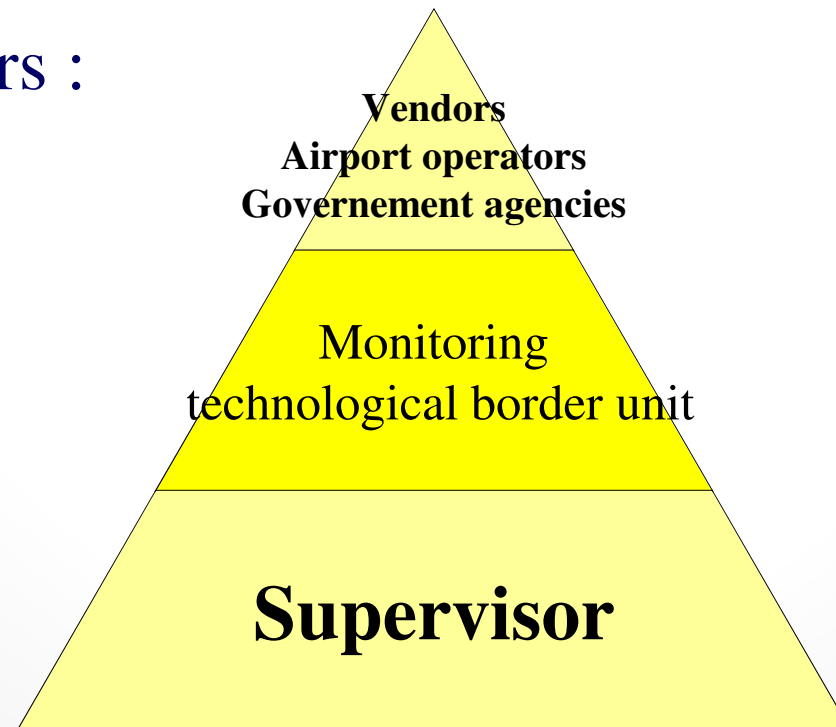 rs :
Vendors
Airport operators
Governement agencies
Monitoring
technological border unit
Supervisor